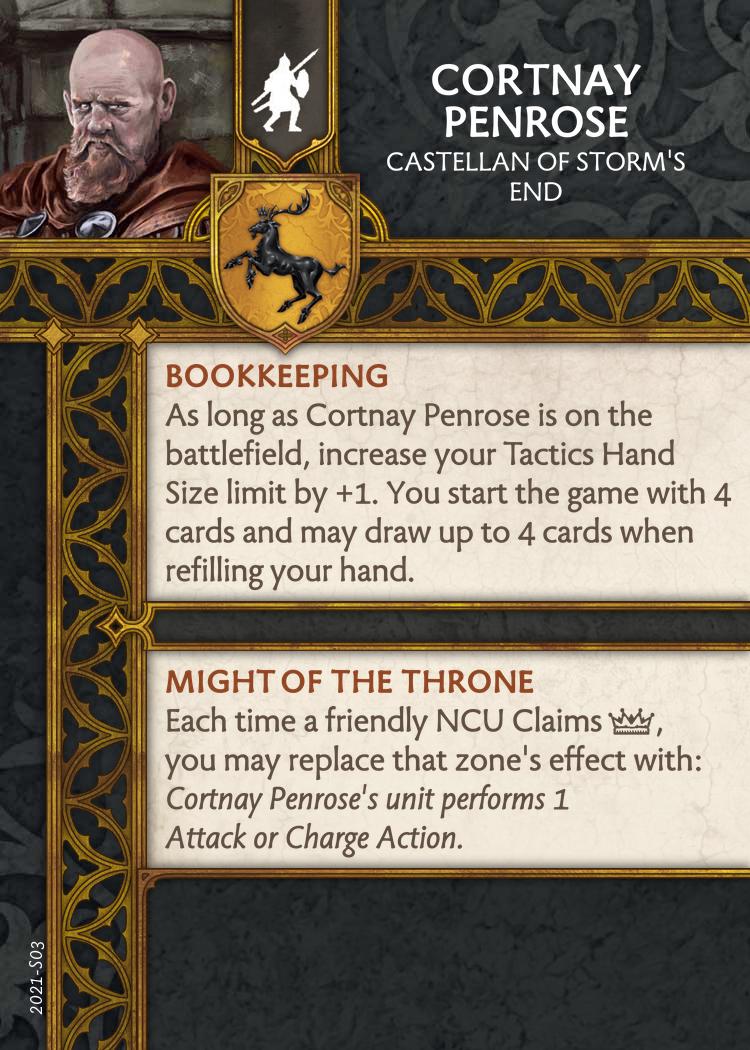 CORTNAY
PENROSE
CASTELLAN OF STORM'S
END
BOOKKEEPING
As long as Cortnay Penrose is on the
battlefield, increase your Tactics Hand
Size limit by +1. You start the game with 4
cards and may draw up to 4 cards when
refilling your hand.
MIGHT OF THE THRONE
Each time a friendly NCU Claims ,
you may replace that zone's effect with:
Cortnay Penrose's unit performs 1
Attack or Charge Action.
2021-S03